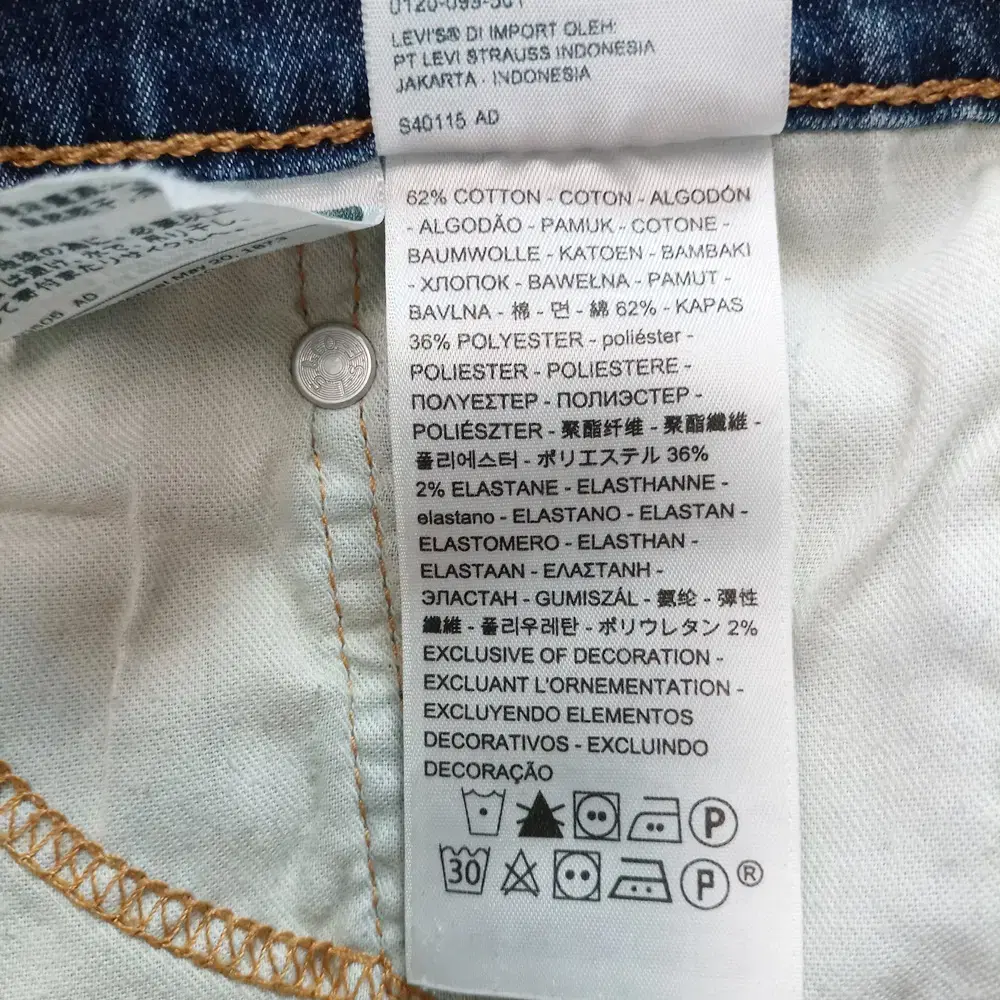 LEVI'S® DI IMPORT OLEH:
PT LEVI STRAUSS INDONESIA
JAKARTA - INDONESIA
S40115 AD
62% COTTON - COTON - ALGODÓN
- ALGODÃO - PAMUK - COTONE -
BAUMWOLLE - KATOEN - BAMBAKI
- ХЛОПОК - BAWEŁNA - PAMUT -
BAVLNA - 棉 - 면 - 綿 62% - KAPAS
36% POLYESTER - poliéster -
POLIESTER - POLIESTERE -
ΠΟΛΥΕΣΤΕΡ - ПОЛИЭСТЕР -
POLIÉSZTER - 聚酯纤维 - 聚酯纖維 -
폴리에스터 - ポリエステル 36%
2% ELASTANE - ELASTHANNE -
elastano - ELASTANO - ELASTAN -
ELASTOMERO - ELASTHAN -
ELASTAAN - ΕΛΑΣΤΑΝΗ -
ЭЛАСТАН - GUMISZÁL - 氨纶 - 彈性
纖維 - 폴리우레탄 - ポリウレタン 2%
EXCLUSIVE OF DECORATION -
EXCLUANT L'ORNEMENTATION -
EXCLUYENDO ELEMENTOS
DECORATIVOS - EXCLUINDO
DECORAÇÃO
P
30 P ®
AD